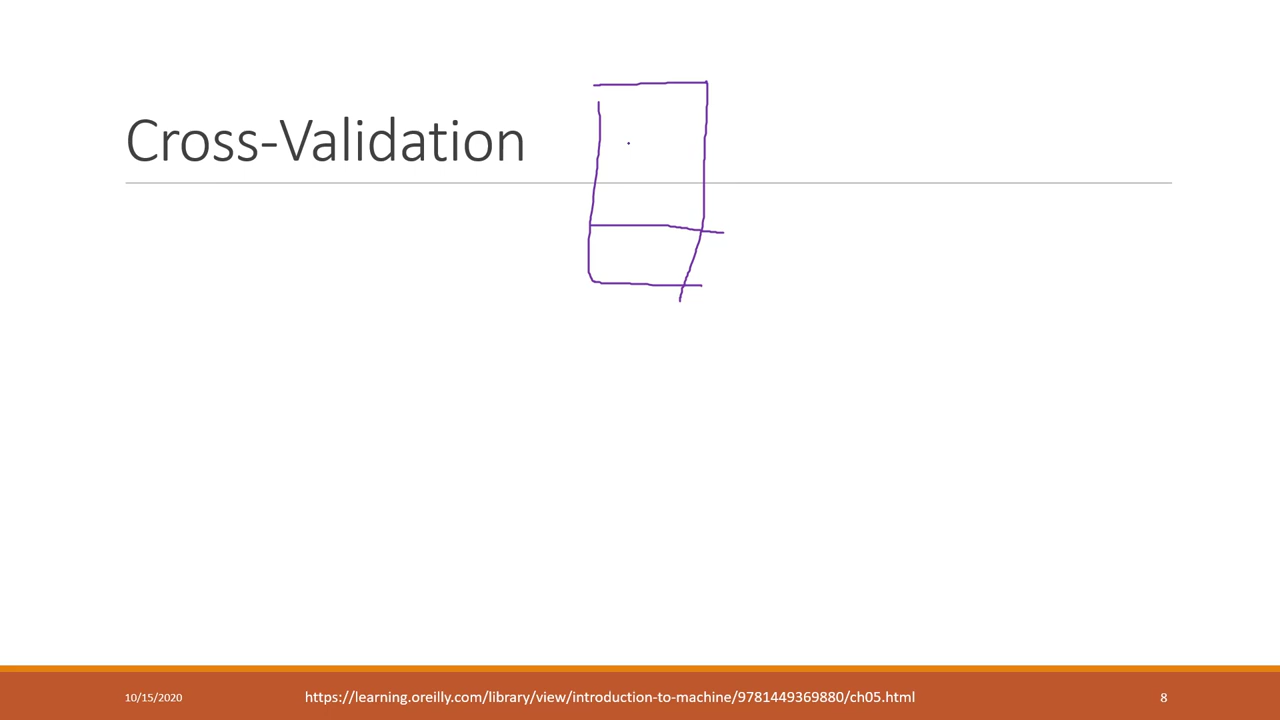 Cross-Validation
10/15/2020
https://learning.oreilly.com/library/view/introduction-to-machine/9781449369880/ch05.html
8